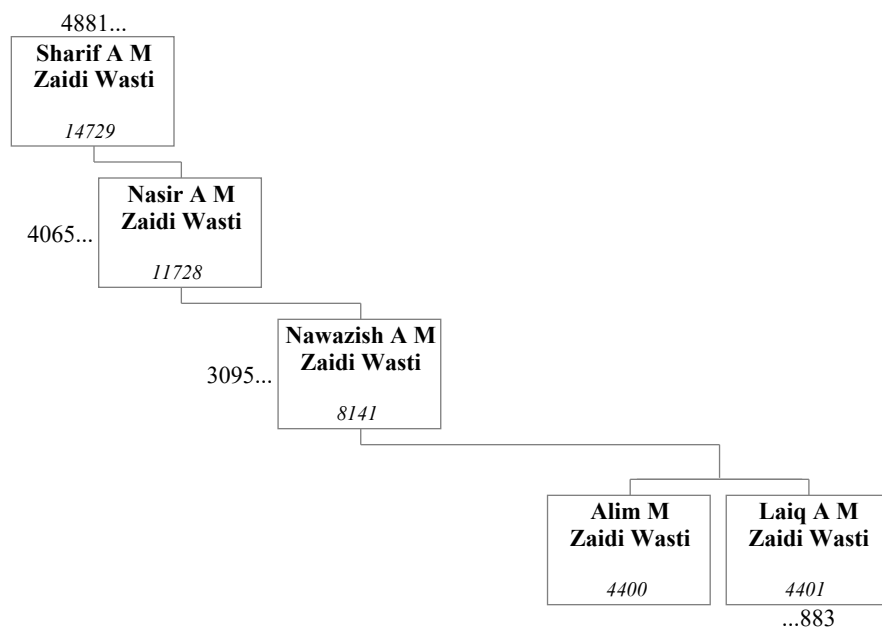 4881...
Sharif A M
Zaidi Wasti
14729
Nasir A M
Zaidi Wasti
4065...
11728
Nawazish A M
Zaidi Wasti
3095...
8141
Alim M
Zaidi Wasti
4400
Laiq A M
Zaidi Wasti
4401
...883